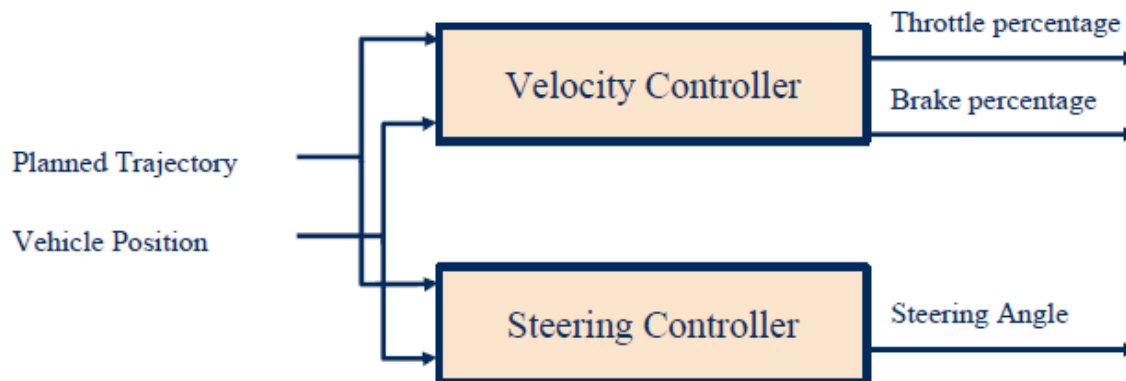 Throttle percentage
Velocity Controller
Brake percentage
Planned Trajectory
Vehicle Position
Steering Controller
Steering Angle